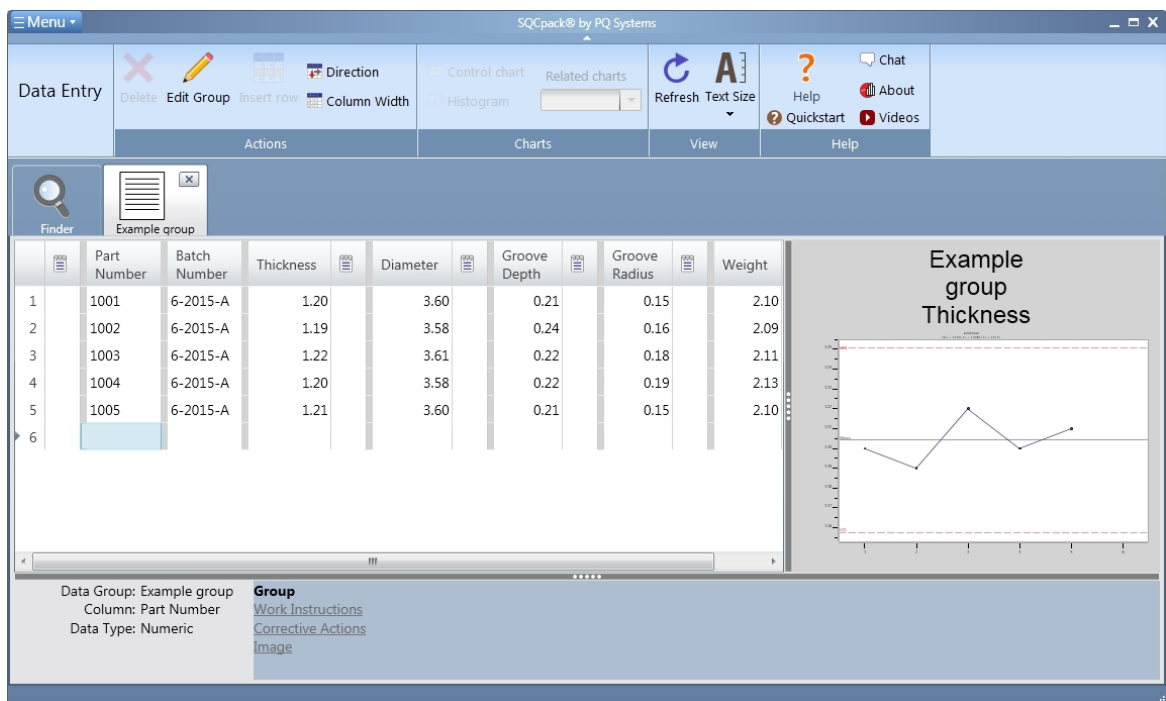 Menu
SQCpack® by PQ Systems
Data Entry
Delete
Edit Group
Insert row
Direction
Column Width
Actions
Control chart
Histogram
Related charts
Charts
Refresh
Text Size
View
Help
Quickstart
Chat
About
Videos
Help
Finder
Example group
Part Number Batch Number Thickness Diameter Groove Depth Groove Radius Weight
1 1001 6-2015-A 1.20 3.60 0.21 0.15 2.10
2 1002 6-2015-A 1.19 3.58 0.24 0.16 2.09
3 1003 6-2015-A 1.22 3.61 0.22 0.18 2.11
4 1004 6-2015-A 1.20 3.58 0.22 0.19 2.13
5 1005 6-2015-A 1.21 3.60 0.21 0.15 2.10
6
Example
group
Thickness
Data Group: Example group
Column: Part Number
Data Type: Numeric
Group
Work Instructions
Corrective Actions
Image